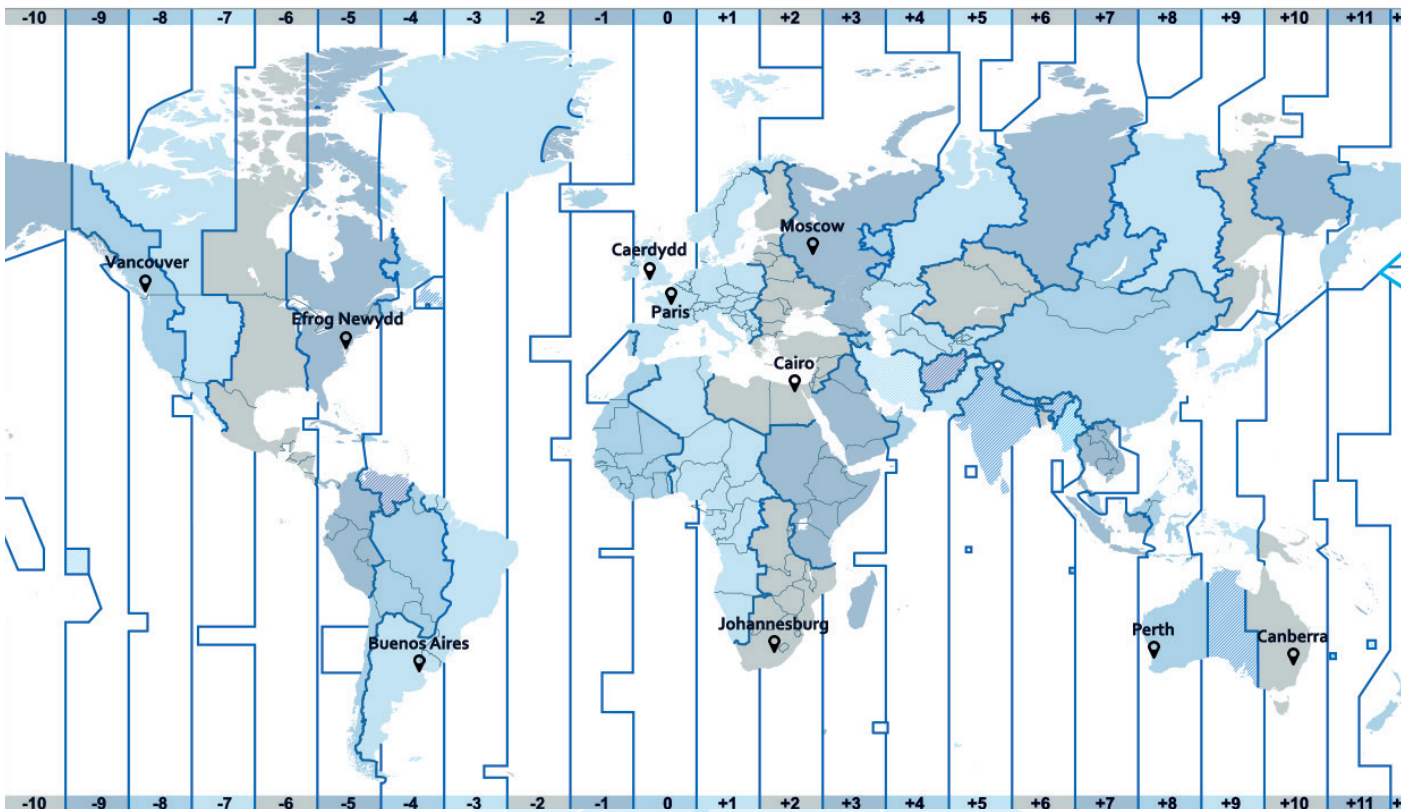 -10 -9 -8 -7 -6 -5 -4 -3 -2 -1 0 +1 +2 +3 +4 +5 +6 +7 +8 +9 +10 +11
Moscow
Caerdydd
Vancouver
Paris
Efrog Newydd
Cairo
Johannesburg
Perth
Canberra
Buenos Aires
-10 -9 -8 -7 -6 -5 -4 -3 -2 -1 0 +1 +2 +3 +4 +5 +6 +7 +8 +9 +10 +11